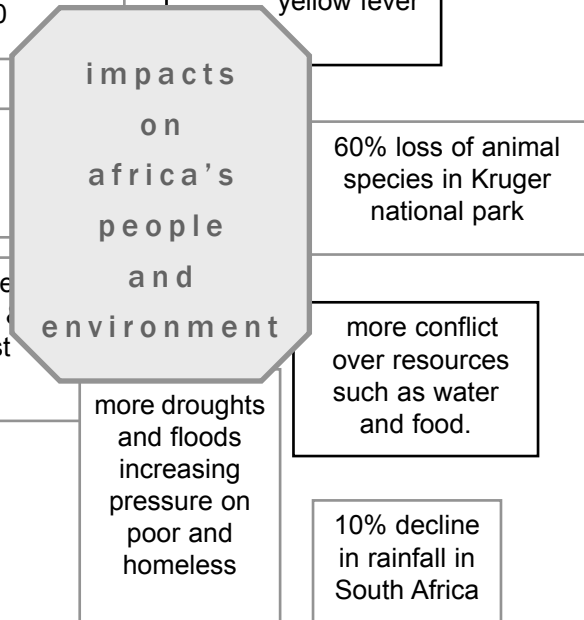 yellow fever
impacts
on
africa's
people
and
environment
60% loss of animal
species in Kruger
national park
more conflict
over resources
such as water
and food.
more droughts
and floods
increasing
pressure on
poor and
homeless
10% decline
in rainfall in
South Africa